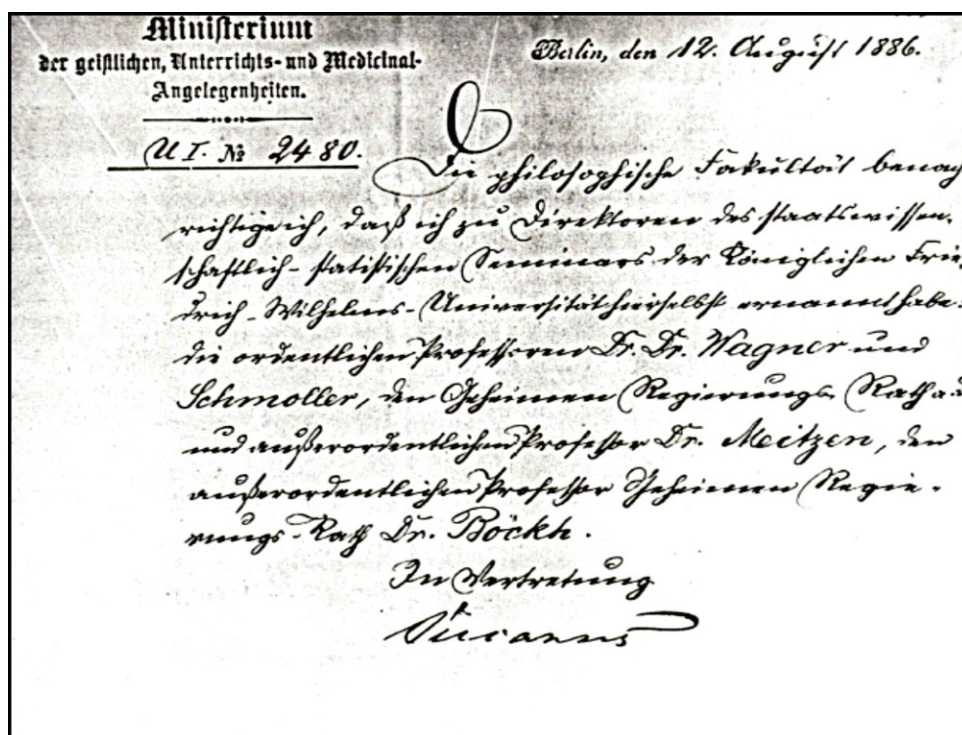 Ministerium
der geistlichen, Unterrichts- und Medicinal-
Angelegenheiten.
Berlin, den 12. August 1886.
U I. № 2480.
Die philosophische Fakultät benach
richtige ich, daß ich zu Direktoren des staatswissen-
schaftlich-statistischen Seminars der Königlichen Frie-
drich-Wilhelms-Universität hierselbst ernannt habe:
die ordentlichen Professoren Dr. Dr. Wagner und
Schmoller, den Geheimen Regierungs-Rath a.D.
und außerordentlichen Professor Dr. Meitzen, den
außerordentlichen Professor Geheimen Regie-
rungs-Rath Dr. Böckh.
In Vertretung
Lucanus